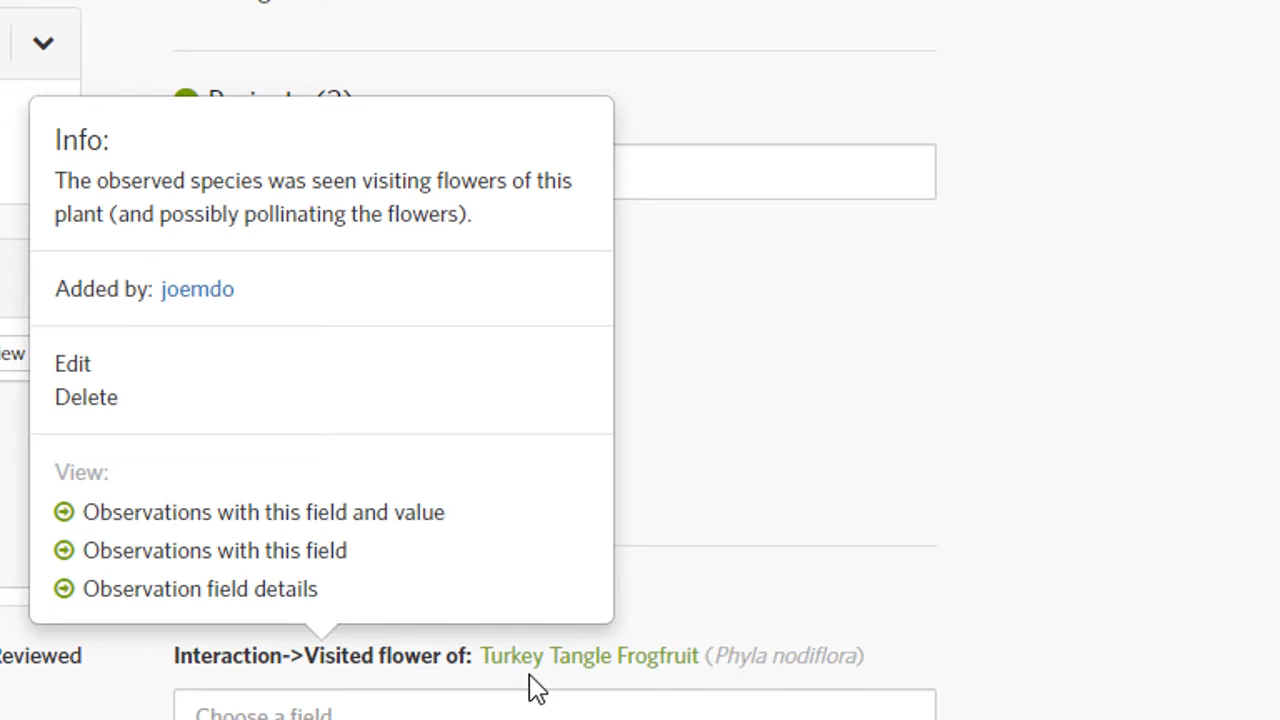 Info:
The observed species was seen visiting flowers of this
plant (and possibly pollinating the flowers).
Added by: joemdo
Edit
Delete
View:
Observations with this field and value
Observations with this field
Observation field details
Reviewed
Interaction->Visited flower of: Turkey Tangle Frogfruit (Phyla nodiflora)
Choose a field